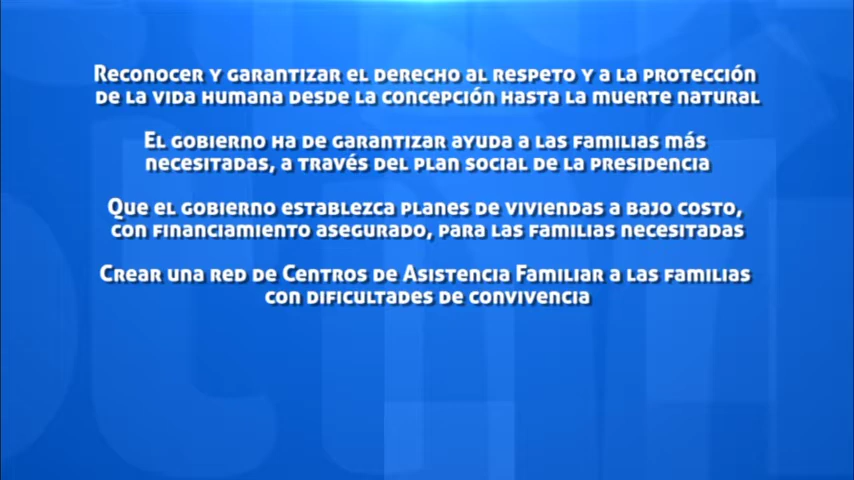 Reconocer y garantizar el derecho al respeto y a la protección
de la vida humana desde la concepción hasta la muerte natural
El gobierno ha de garantizar ayuda a las familias más
necesitadas, a través del plan social de la presidencia
Que el gobierno establezca planes de viviendas a bajo costo,
con financiamiento asegurado, para las familias necesitadas
Crear una red de Centros de Asistencia Familiar a las familias
con dificultades de convivencia